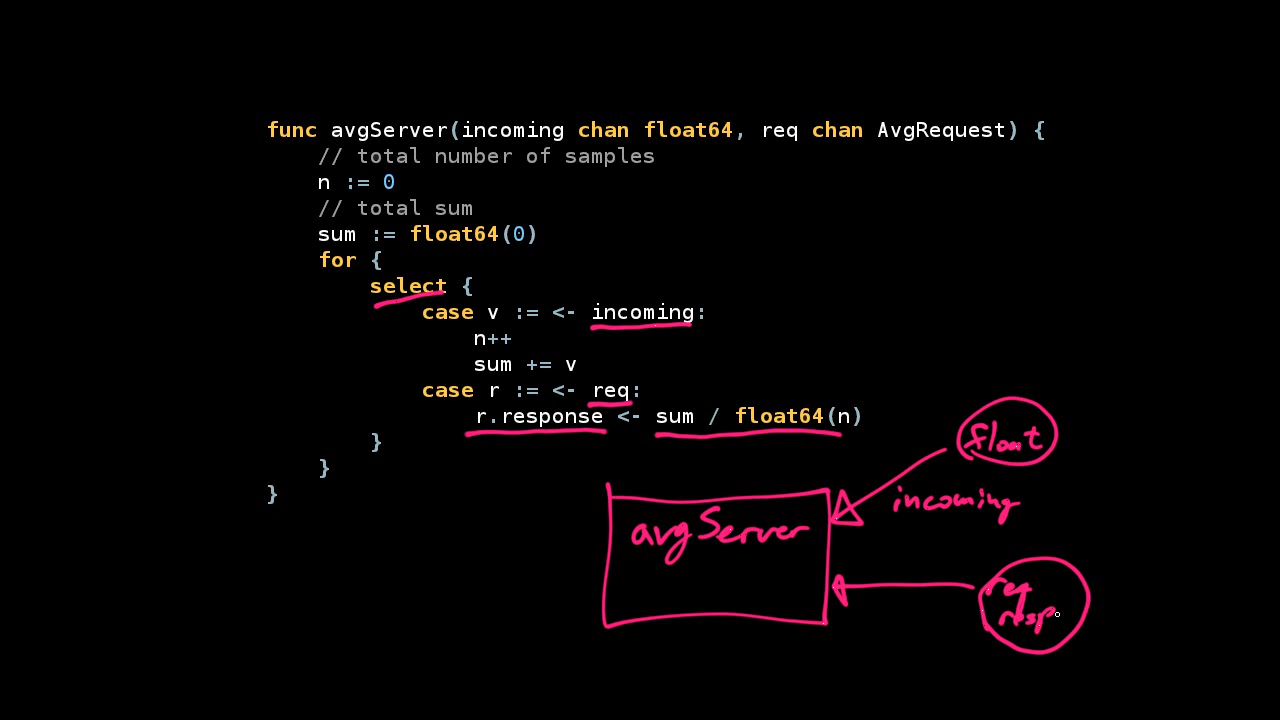 func avgServer(incoming chan float64, req chan AvgRequest) {
// total number of samples
n := 0
// total sum
sum := float64(0)
for {
select {
case v := <- incoming:
n++
sum += v
case r := <- req:
r.response <- sum / float64(n)
}
}
}
float
incoming
avgServer
req
resp